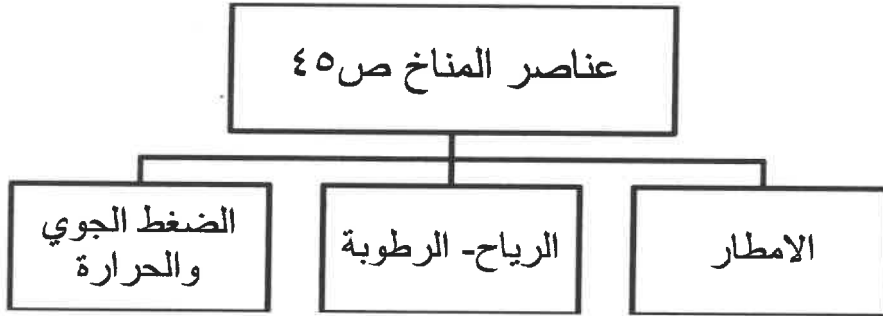 عناصر المناخ ص٤٥
الامطار
الرياح- الرطوبة
الضغط الجوي
والحرارة